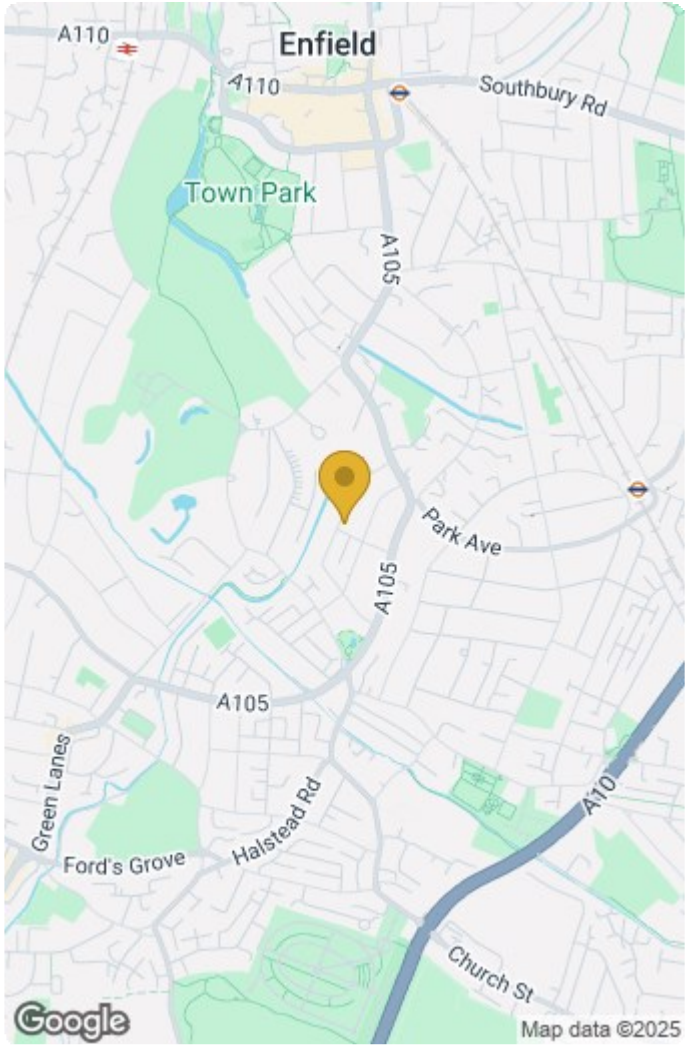 A110
Enfield
A110
Southbury Rd
Town Park
A105
Park Ave
A105
A105
Green Lanes
A10
Halstead Rd
Ford's Grove
Church St
Google
Map data ©2025